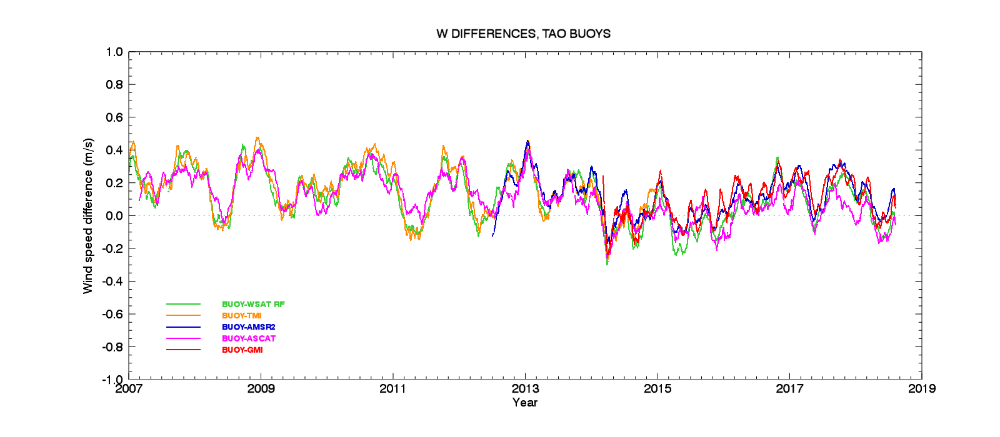 W DIFFERENCES, TAO BUOYS
1.0
0.8
0.6
0.4
0.2
0.0
-0.2
-0.4
-0.6
-0.8
-1.0
Wind speed difference (m/s)
BUOY-WSAT RF
BUOY-TMI
BUOY-AMSR2
BUOY-ASCAT
BUOY-GMI
2007 2009 2011 2013 2015 2017 2019
Year